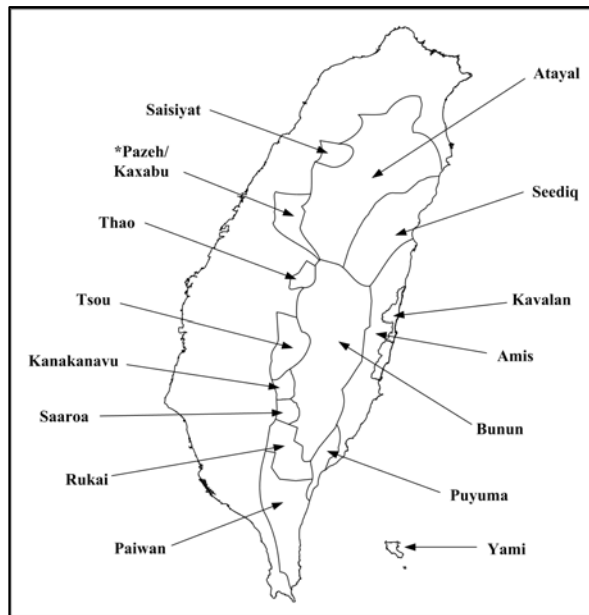 Atayal
Saisiyat
*Pazeh/
Kaxabu
Seediq
Thao
Tsou
Kavalan
Kanakanavu
Amis
Saaroa
Bunun
Rukai
Puyuma
Paiwan
Yami